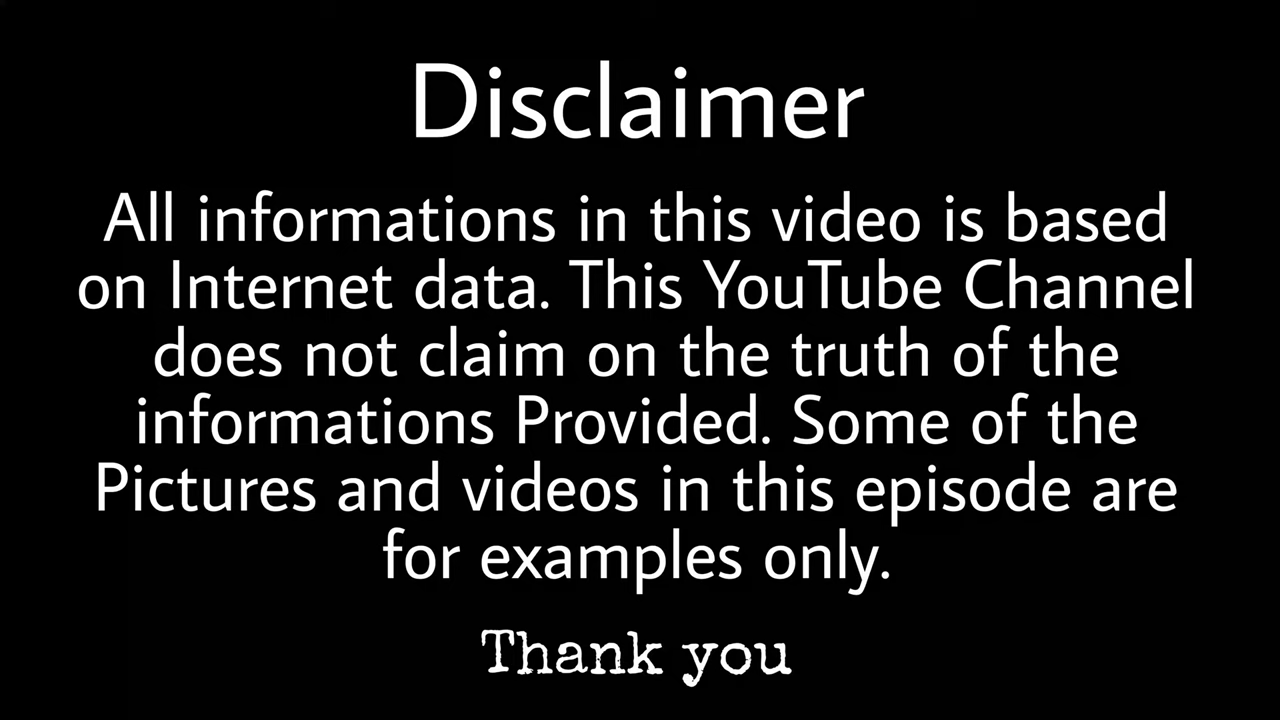 Disclaimer
All informations in this video is based
on Internet data. This YouTube Channel
does not claim on the truth of the
informations Provided. Some of the
Pictures and videos in this episode are
for examples only.
Thank you